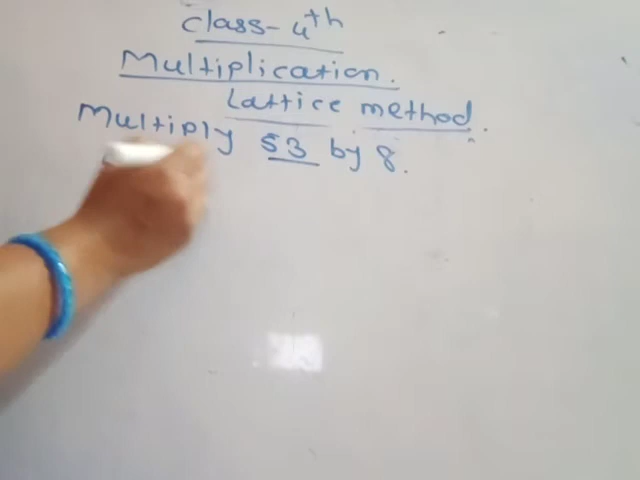 Class-4th
Multiplication.
Lattice method.
Multiply 53 by 8.